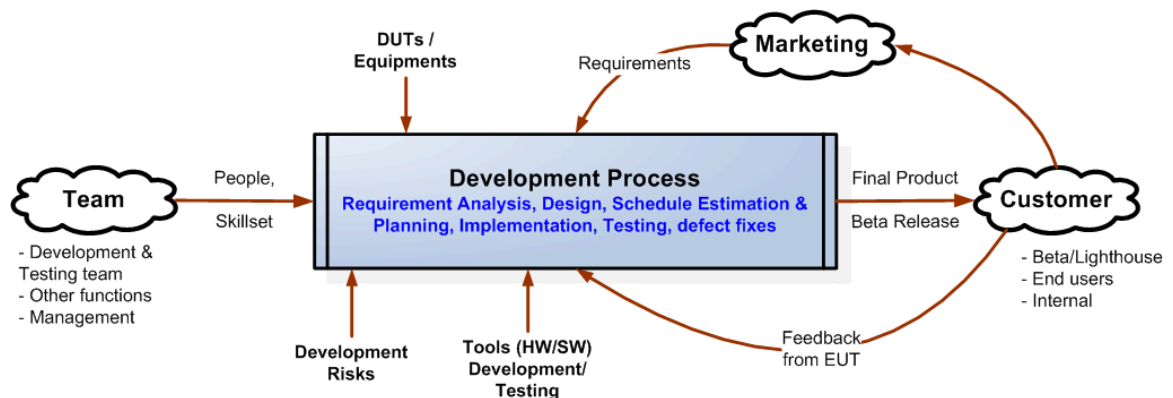 DUTs /
Equipments
Marketing
Requirements
Team
People,
Skillset
Development Process
Requirement Analysis, Design, Schedule Estimation &
Planning, Implementation, Testing, defect fixes
Final Product
Beta Release
Customer
- Development &
Testing team
- Other functions
- Management
- Beta/Lighthouse
- End users
- Internal
Development
Risks
Tools (HW/SW)
Development/
Testing
Feedback
from EUT